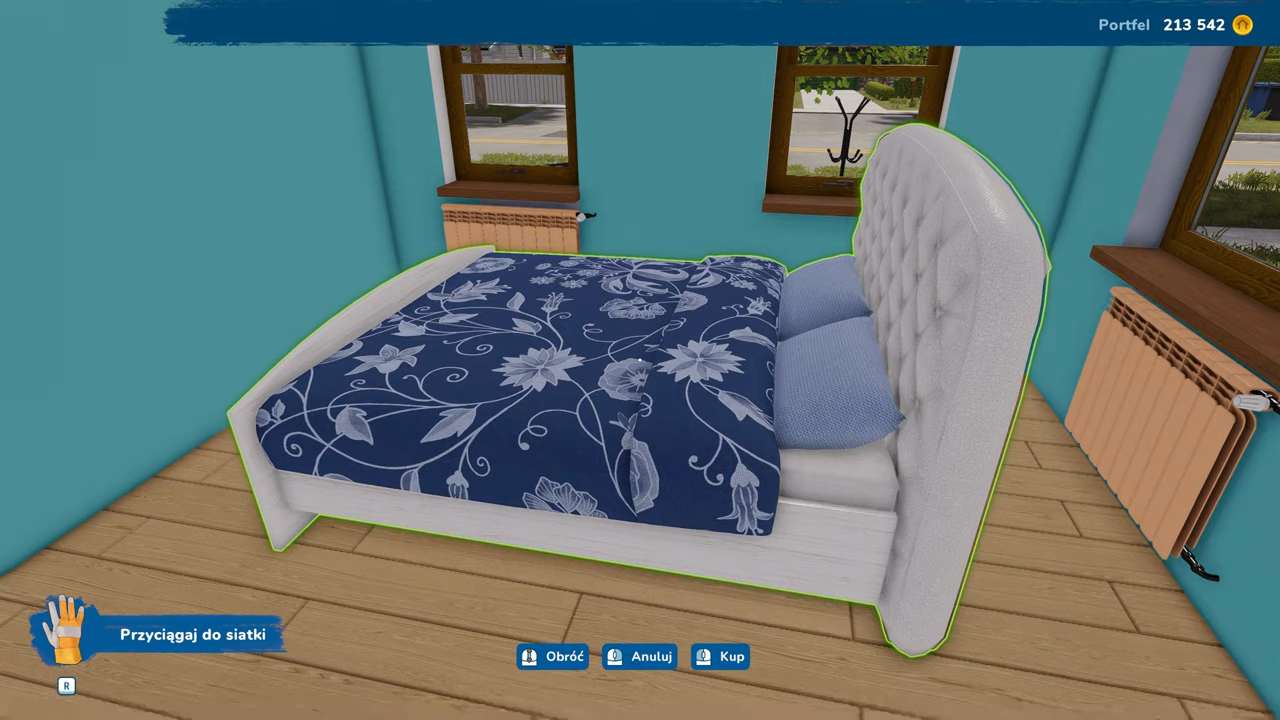 Portfel 213 542
Przyciągaj do siatki
R
Obróć Anuluj Kup